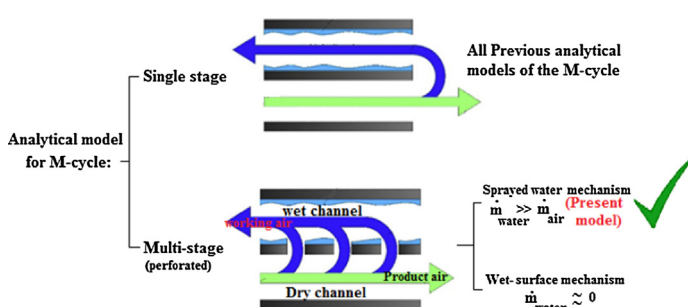 All Previous analytical
models of the M-cycle
Single stage
Analytical model
for M-cycle:
Multi-stage
(perforated)
wet channel
working air
Product air
Dry channel
Sprayed water mechanism
ṁ water >> ṁ air (Present
model)
Wet- surface mechanism
ṁ water ≈ 0